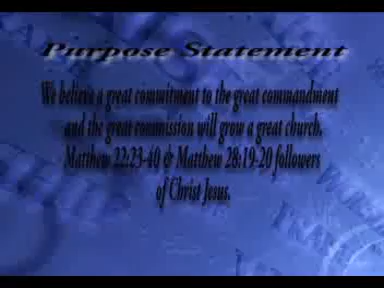 Purpose Statement
We believe a great commitment to the great commandment
and the great commission will grow a great church.
Matthew 22:23-40 & Matthew 28:19-20 followers
of Christ Jesus.